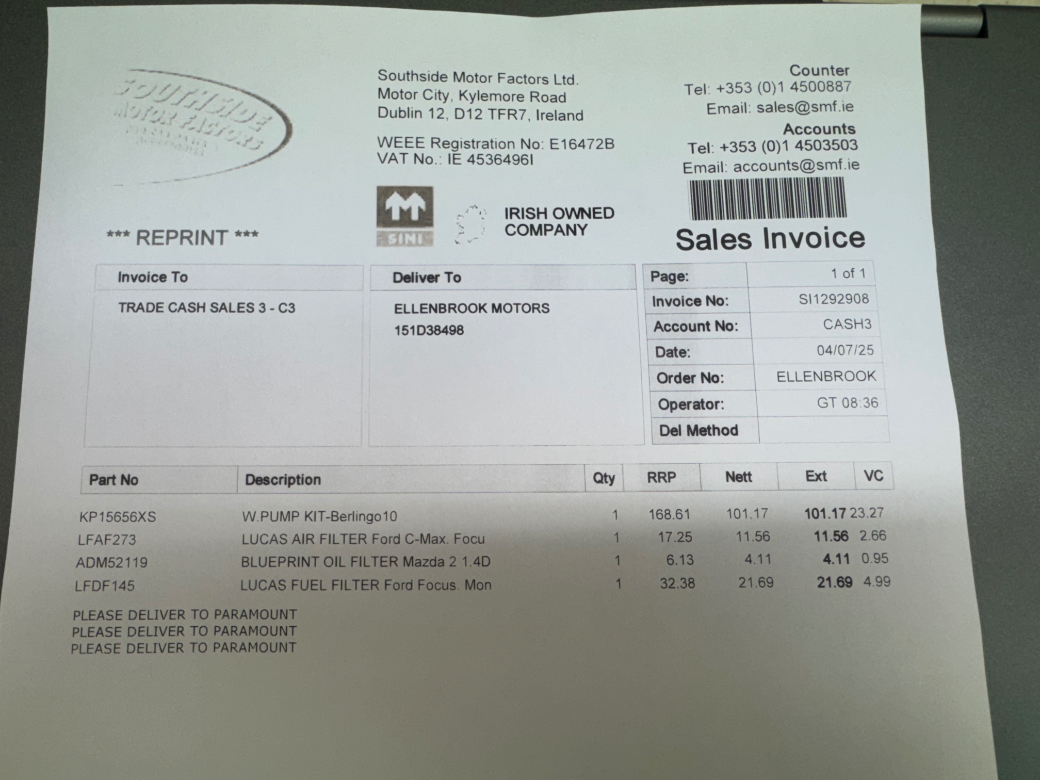 SOUTHSIDE
MOTOR FACTORS
Southside Motor Factors Ltd.
Motor City, Kylemore Road
Dublin 12, D12 TFR7, Ireland
WEEE Registration No: E16472B
VAT No.: IE 4536496I
Counter
Tel: +353 (0)1 4500887
Email: sales@smf.ie
Accounts
Tel: +353 (0)1 4503503
Email: accounts@smf.ie
SIMI
IRISH OWNED
COMPANY
*** REPRINT ***
Sales Invoice
Invoice To
TRADE CASH SALES 3 - C3
Deliver To
ELLENBROOK MOTORS
151D38498
Page: 1 of 1
Invoice No: SI1292908
Account No: CASH3
Date: 04/07/25
Order No: ELLENBROOK
Operator: GT 08:36
Del Method
Part No Description Qty RRP Nett Ext VC
KP15656XS W.PUMP KIT-Berlingo10 1 168.61 101.17 101.17 23.27
LFAF273 LUCAS AIR FILTER Ford C-Max. Focu 1 17.25 11.56 11.56 2.66
ADM52119 BLUEPRINT OIL FILTER Mazda 2 1.4D 1 6.13 4.11 4.11 0.95
LFDF145 LUCAS FUEL FILTER Ford Focus. Mon 1 32.38 21.69 21.69 4.99
PLEASE DELIVER TO PARAMOUNT
PLEASE DELIVER TO PARAMOUNT
PLEASE DELIVER TO PARAMOUNT